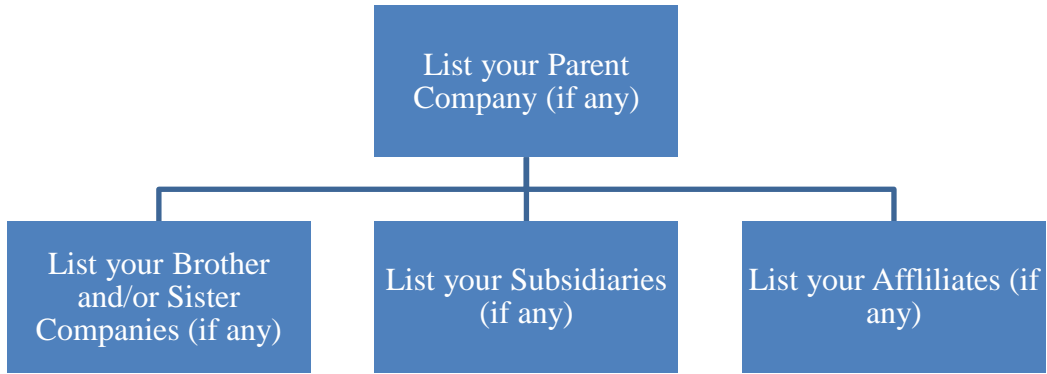 List your Parent
Company (if any)
List your Brother
and/or Sister
Companies (if any)
List your Subsidiaries
(if any)
List your Affliliates (if
any)